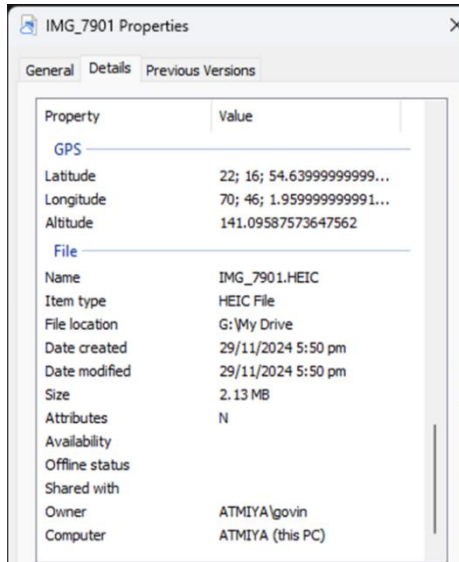 IMG_7901 Properties
General Details Previous Versions
Property Value
GPS
Latitude 22; 16; 54.63999999999...
Longitude 70; 46; 1.959999999991...
Altitude 141.09587573647562
File
Name IMG_7901.HEIC
Item type HEIC File
File location G:\My Drive
Date created 29/11/2024 5:50 pm
Date modified 29/11/2024 5:50 pm
Size 2.13 MB
Attributes N
Availability
Offline status
Shared with
Owner ATMIYA\govin
Computer ATMIYA (this PC)